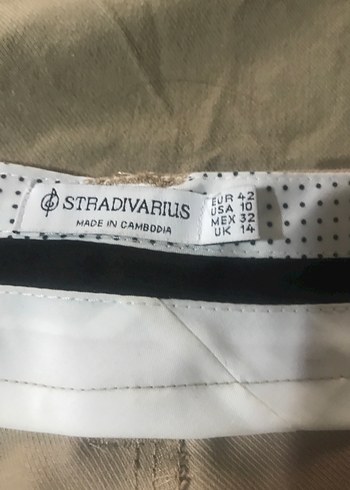 STRADIVARIUS
MADE IN CAMBODIA
EUR 42
USA 10
MEX 32
UK 14